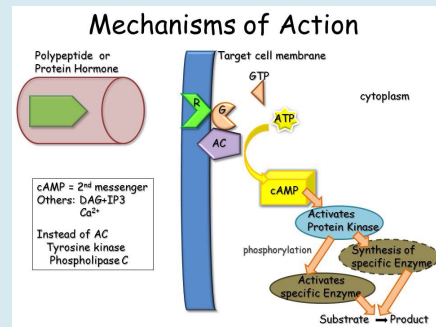 Mechanisms of Action
Polypeptide or
Protein Hormone
Target cell membrane
GTP
cytoplasm
R
G
ATP
AC
cAMP
cAMP = 2nd messenger
Others: DAG+IP3
Ca²⁺
Instead of AC
Tyrosine kinase
Phospholipase C
Activates
Protein Kinase
phosphorylation
Synthesis of
specific Enzyme
Activates
specific Enzyme
Substrate → Product